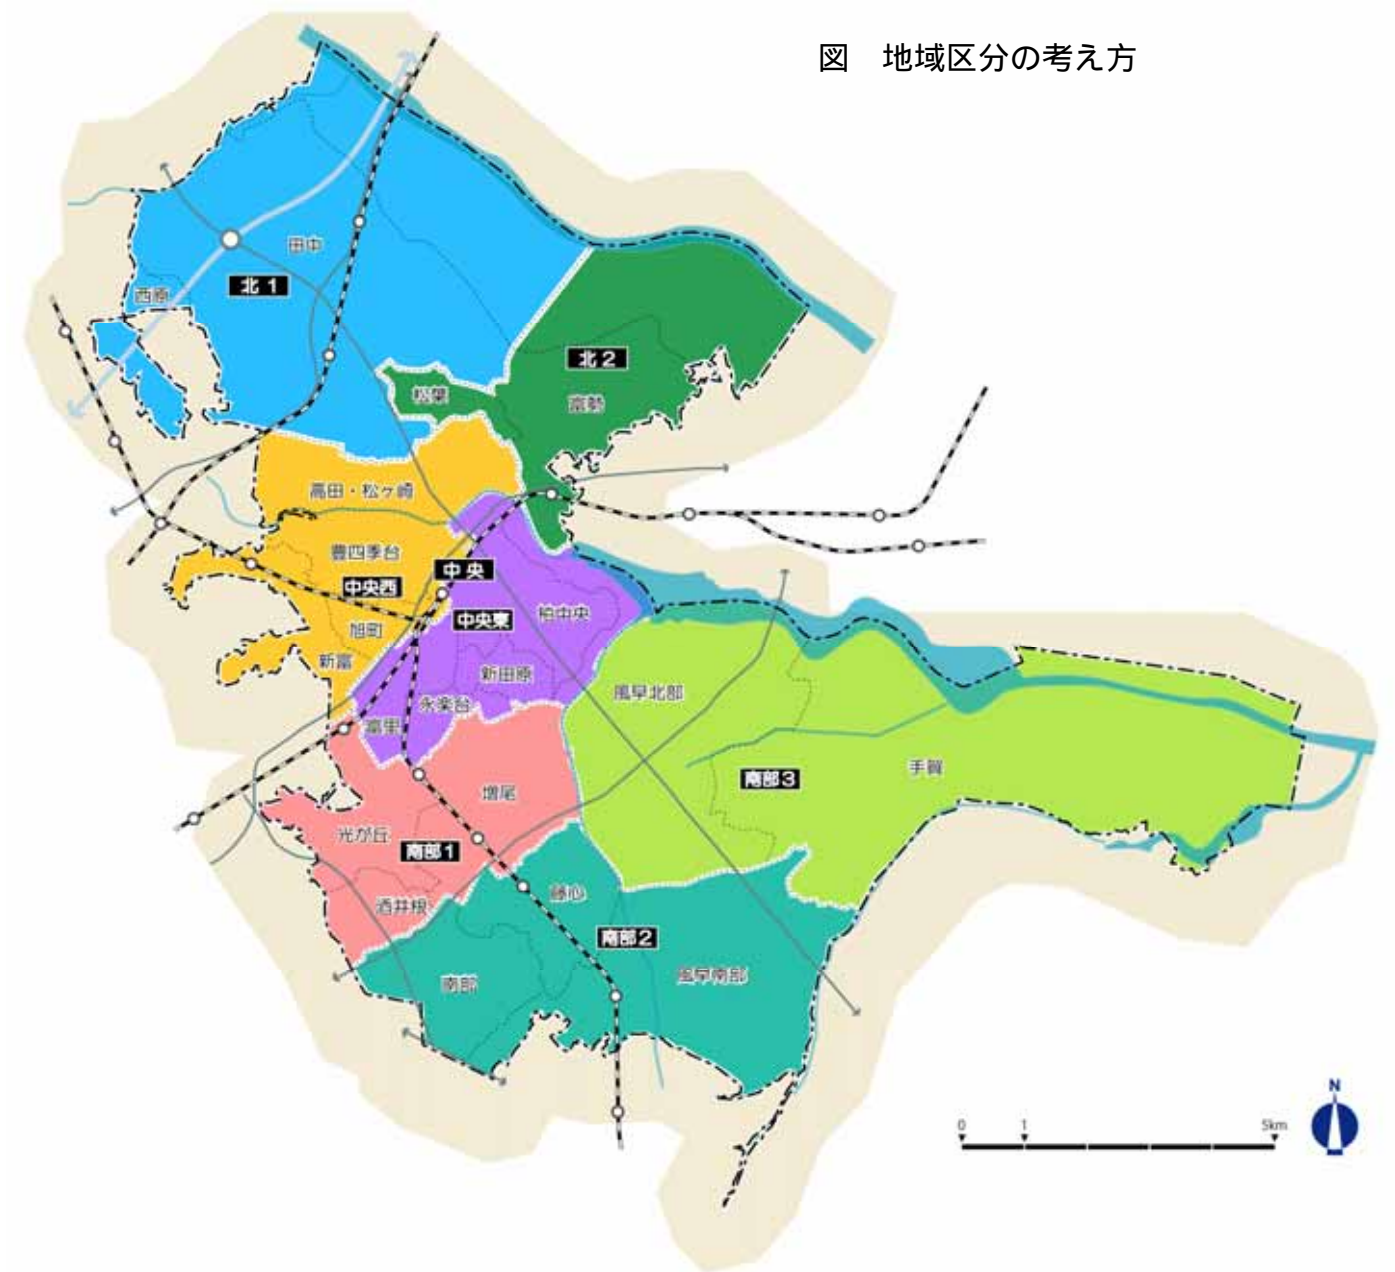 図　地域区分の考え方
田中
北１
西原
北２
松葉
富勢
高田・松ヶ崎
豊四季台
中央
中央西
中央東
柏中央
旭町
新富
新田原
風早北部
永楽台
富里
手賀
南部３
増尾
光が丘
南部１
酒井根
藤心
南部２
風早南部
南部
N
0 1 5km